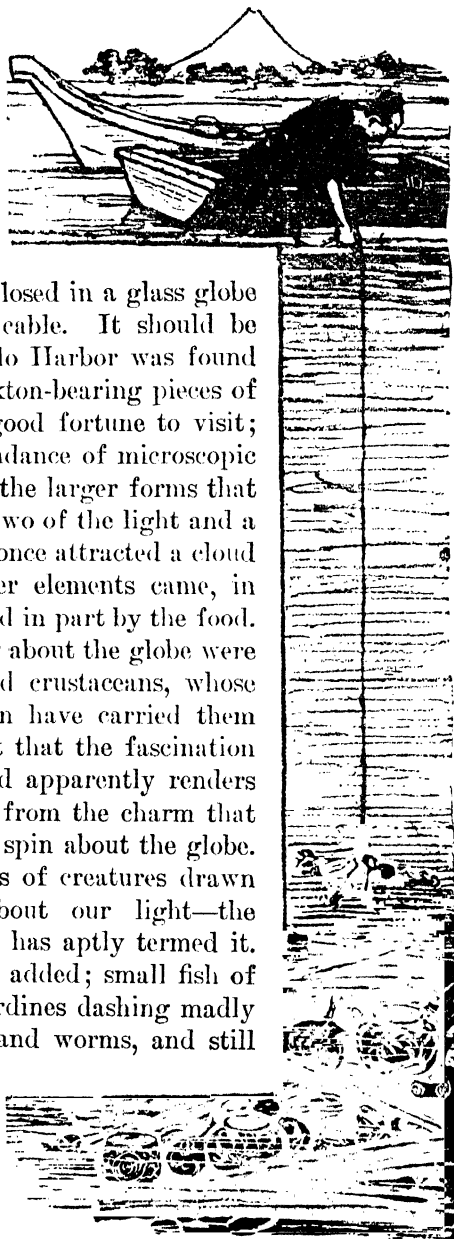 losed in a glass globe
cable. It should be
lo Harbor was found
kton-bearing pieces of
good fortune to visit;
dance of microscopic
the larger forms that
wo of the light and a
once attracted a cloud
er elements came, in
d in part by the food.
about the globe were
d crustaceans, whose
n have carried them
t that the fascination
d apparently renders
from the charm that
spin about the globe.
s of creatures drawn
bout our light—the
has aptly termed it.
added; small fish of
rdines dashing madly
and worms, and still